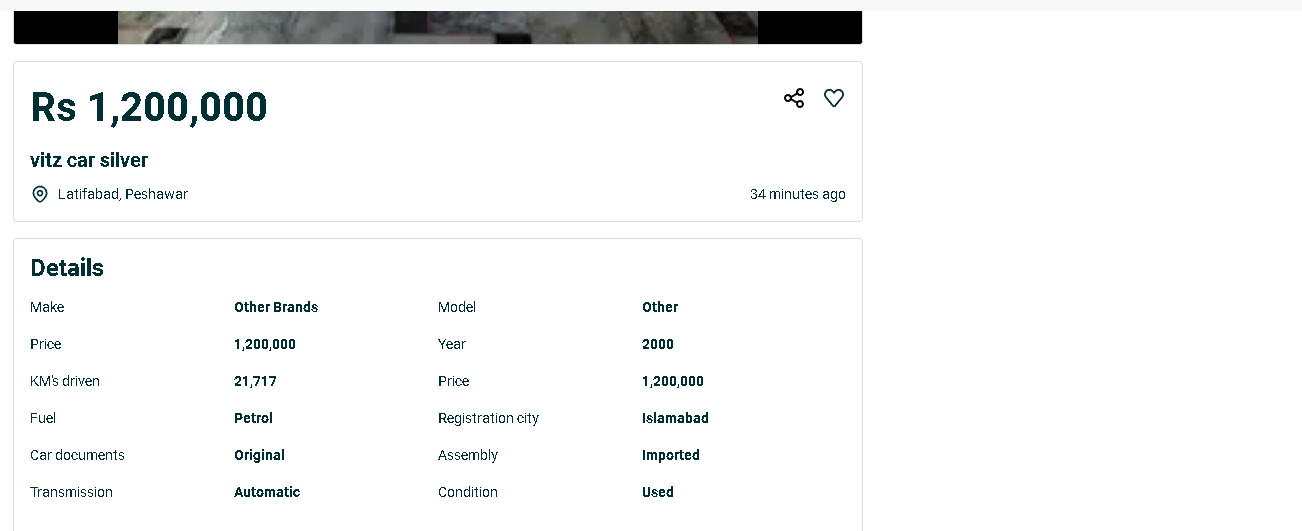 Rs 1,200,000
vitz car silver
Latifabad, Peshawar 34 minutes ago
Details
Make Other Brands Model Other
Price 1,200,000 Year 2000
KM's driven 21,717 Price 1,200,000
Fuel Petrol Registration city Islamabad
Car documents Original Assembly Imported
Transmission Automatic Condition Used